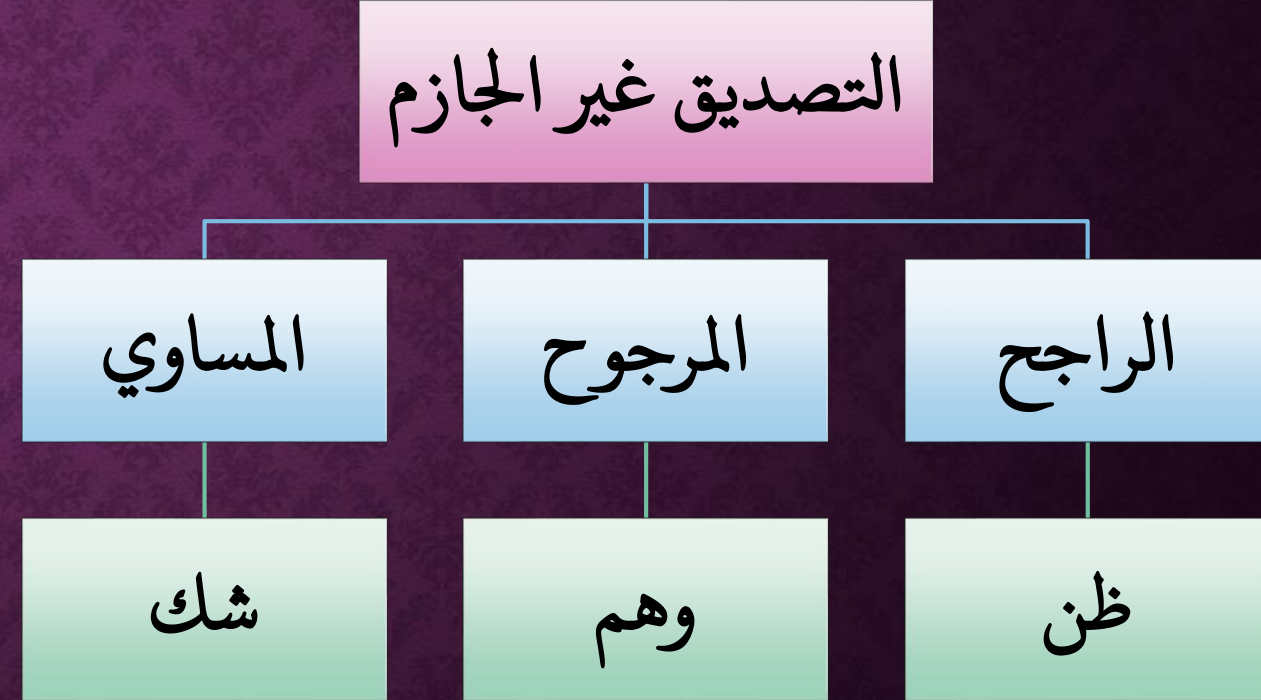 التصديق غير الجازم
الراجح
المرجوح
المساوي
ظن
وهم
شك